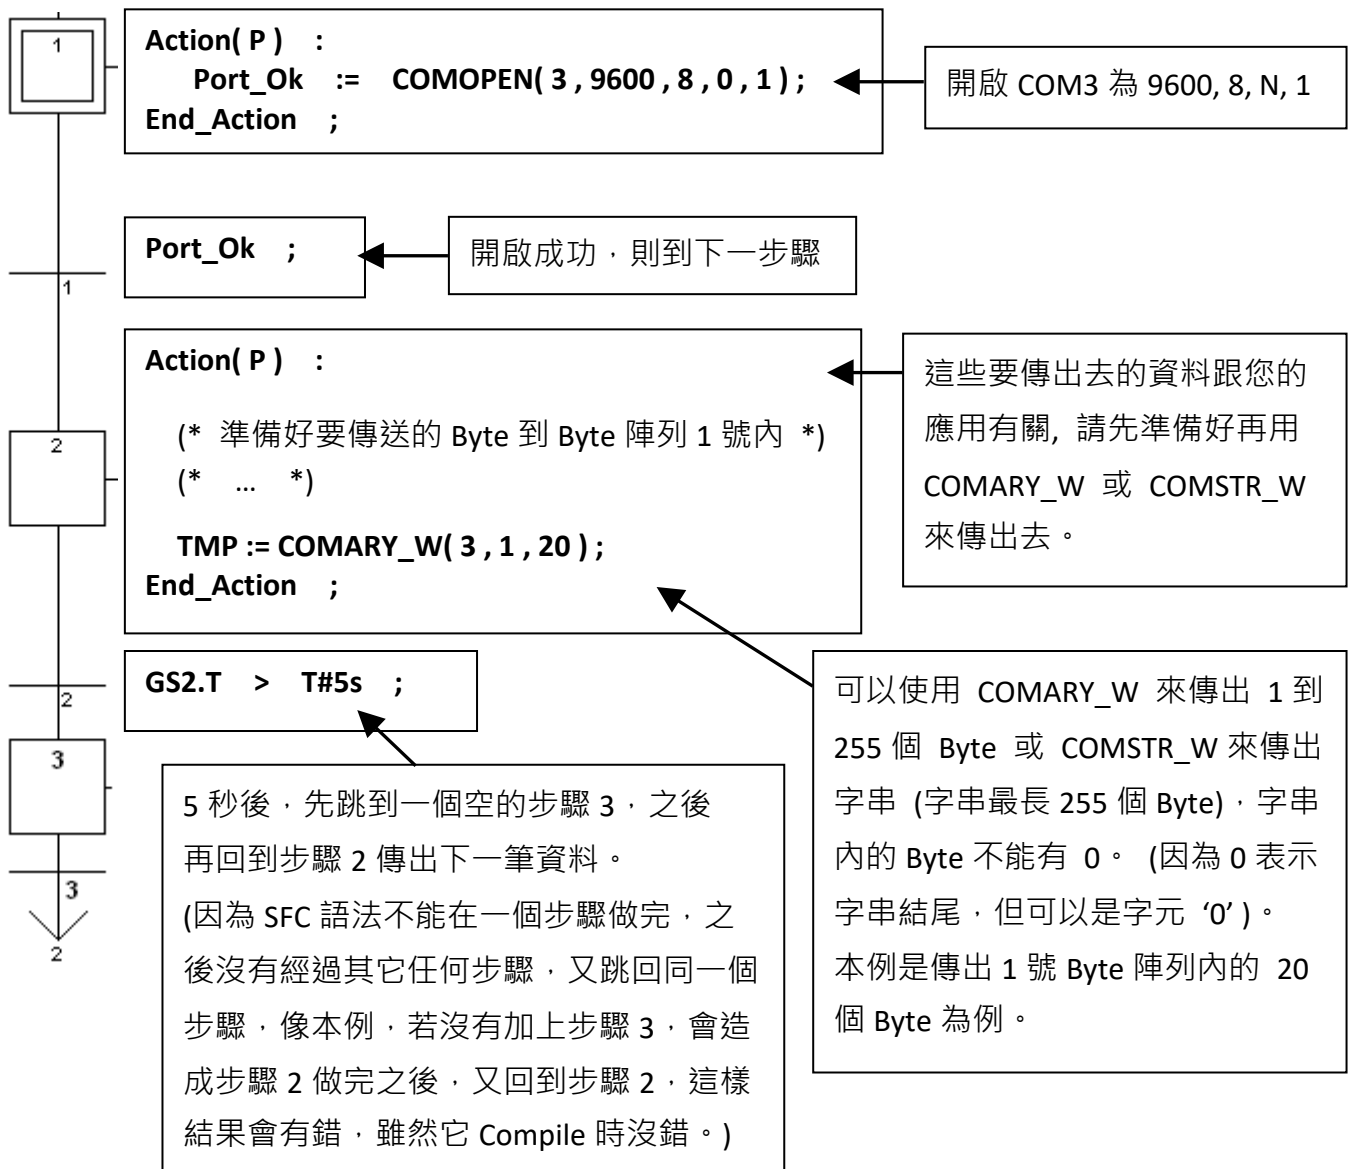 1
Action( P ) :
Port_Ok := COMOPEN( 3 , 9600 , 8 , 0 , 1 ) ;
End_Action ;
開啟 COM3 為 9600, 8, N, 1
Port_Ok ;
開啟成功，則到下一步驟
1
Action( P ) :
(* 準備好要傳送的 Byte 到 Byte 陣列 1 號內 *)
(* … *)
TMP := COMARY_W( 3 , 1 , 20 ) ;
End_Action ;
2
這些要傳出去的資料跟您的
應用有關, 請先準備好再用
COMARY_W 或 COMSTR_W
來傳出去。
GS2.T > T#5s ;
2
3
5 秒後，先跳到一個空的步驟 3，之後
再回到步驟 2 傳出下一筆資料。
(因為 SFC 語法不能在一個步驟做完，之
後沒有經過其它任何步驟，又跳回同一個
步驟，像本例，若沒有加上步驟 3，會造
成步驟 2 做完之後，又回到步驟 2，這樣
結果會有錯，雖然它 Compile 時沒錯。)
可以使用 COMARY_W 來傳出 1 到
255 個 Byte 或 COMSTR_W 來傳出
字串 (字串最長 255 個 Byte)，字串
內的 Byte 不能有 0。 (因為 0 表示
字串結尾，但可以是字元 ‘0’ )。
本例是傳出 1 號 Byte 陣列內的 20
個 Byte 為例。
3
2